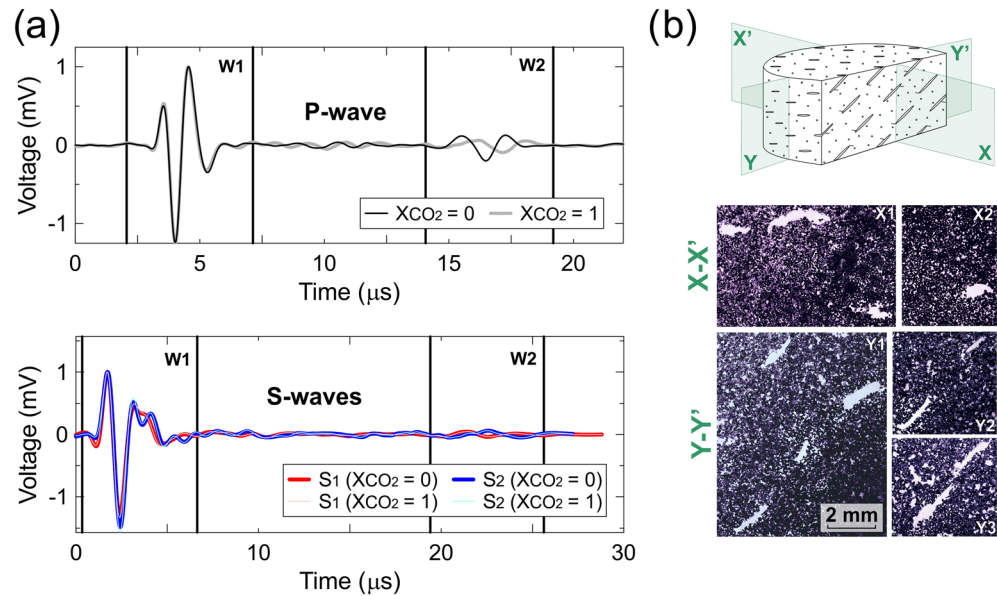 (a)
1
0
-1
Voltage (mV)
W1
W2
P-wave
XCO2 = 0
XCO2 = 1
0
5
10
15
20
Time (μs)
1
0
-1
Voltage (mV)
W1
W2
S-waves
S1 (XCO2 = 0)
S2 (XCO2 = 0)
S1 (XCO2 = 1)
S2 (XCO2 = 1)
0
10
20
30
Time (μs)
(b)
X'
Y'
Y
X
X-X'
X1
X2
Y-Y'
Y1
Y2
Y3
2 mm